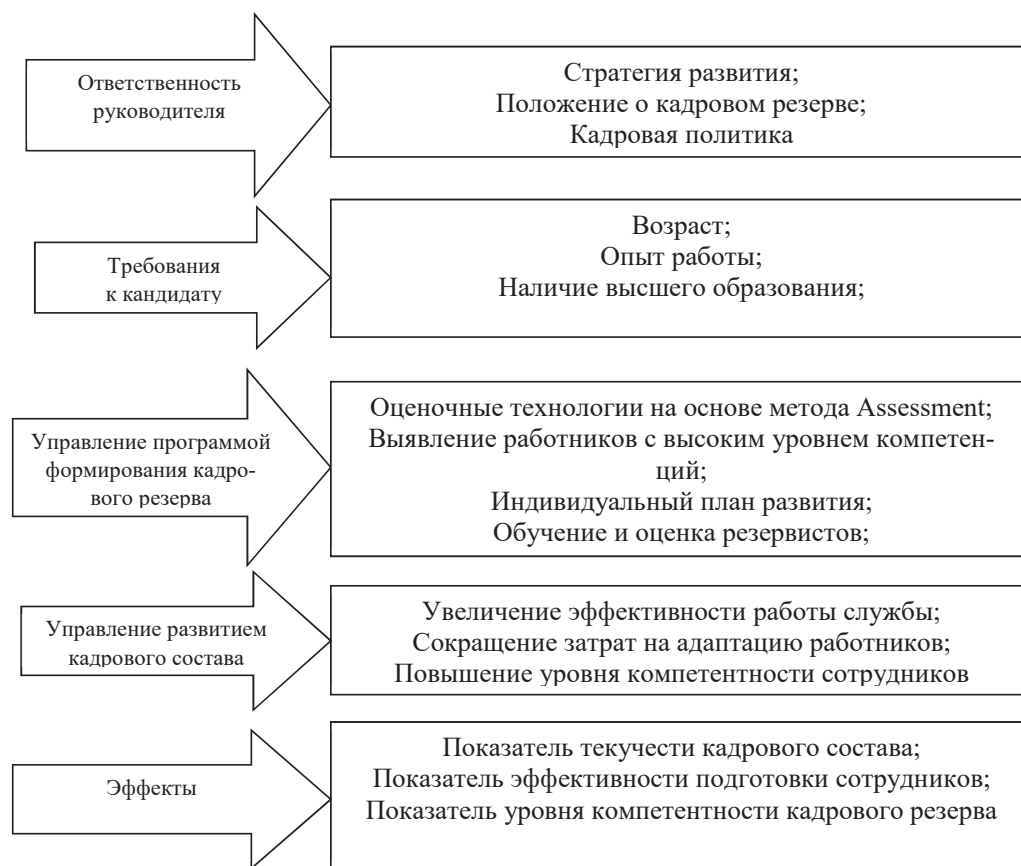 Ответственность
руководителя
Стратегия развития;
Положение о кадровом резерве;
Кадровая политика
Требования
к кандидату
Возраст;
Опыт работы;
Наличие высшего образования;
Управление программой
формирования кадро-
вого резерва
Оценочные технологии на основе метода Assessment;
Выявление работников с высоким уровнем компетен-
ций;
Индивидуальный план развития;
Обучение и оценка резервистов;
Управление развитием
кадрового состава
Увеличение эффективности работы службы;
Сокращение затрат на адаптацию работников;
Повышение уровня компетентности сотрудников
Эффекты
Показатель текучести кадрового состава;
Показатель эффективности подготовки сотрудников;
Показатель уровня компетентности кадрового резерва